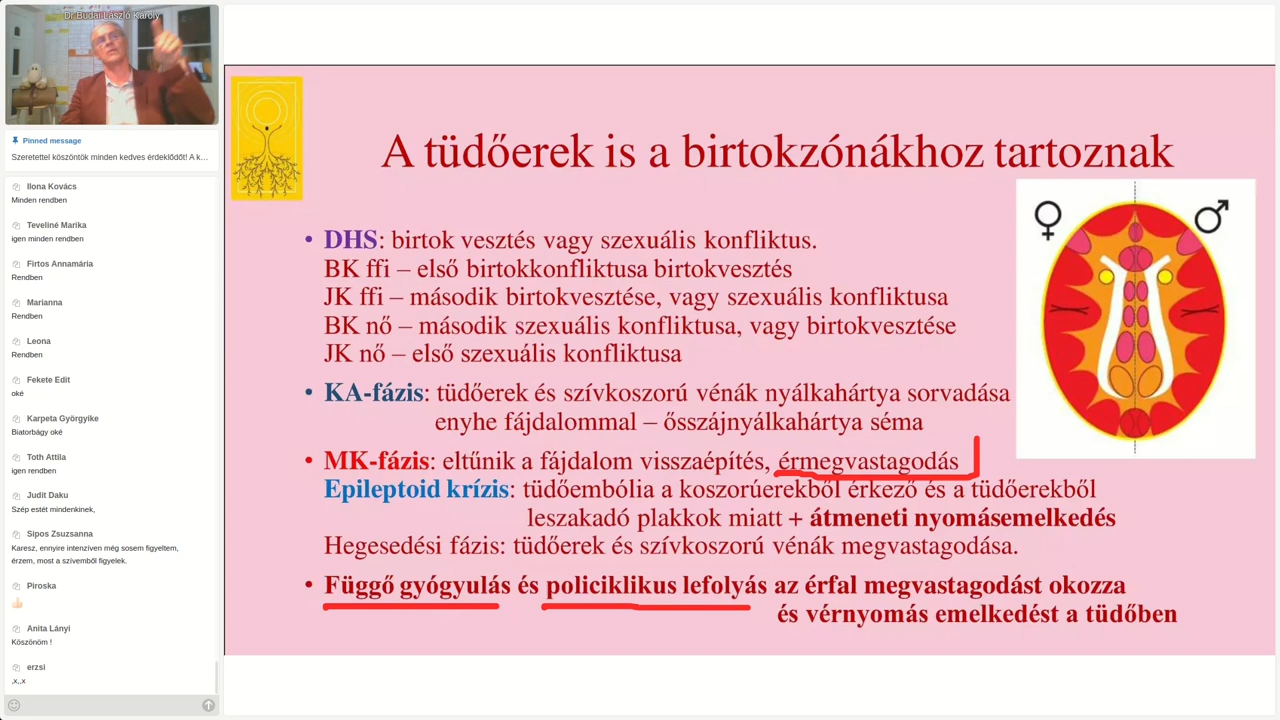 Dr Budai László Károly
Pinned message
Szeretettel köszöntök minden kedves érdeklődőt! A k…
Ilona Kovács
Minden rendben
Teveliné Marika
igen minden rendben
Firtos Annamária
Rendben
Marianna
Rendben
Leona
Rendben
Fekete Edit
oké
Karpeta Györgyike
Biatorbágy oké
Toth Attila
igen rendben
Judit Daku
Szép estét mindenkinek,
Sipos Zsuzsanna
Karesz, ennyire intenzíven még sosem figyeltem,
érzem, most a szívemből figyelek.
Piroska
Anita Lányi
Köszönöm !
erzsi
,x,,x
A tüdőerek is a birtokzónákhoz tartoznak
• DHS: birtok vesztés vagy szexuális konfliktus.
BK ffi – első birtokkonfliktusa birtokvesztés
JK ffi – második birtokvesztése, vagy szexuális konfliktusa
BK nő – második szexuális konfliktusa, vagy birtokvesztése
JK nő – első szexuális konfliktusa
• KA-fázis: tüdőerek és szívkoszorú vénák nyálkahártya sorvadása
enyhe fájdalommal – ősszájnyálkahártya séma
• MK-fázis: eltűnik a fájdalom visszaépítés, érmegvastagodás
Epileptoid krízis: tüdőembólia a koszorúerekből érkező és a tüdőerekből
leszakadó plakkok miatt + átmeneti nyomásemelkedés
Hegesedési fázis: tüdőerek és szívkoszorú vénák megvastagodása.
• Függő gyógyulás és policiklikus lefolyás az érfal megvastagodást okozza
és vérnyomás emelkedést a tüdőben